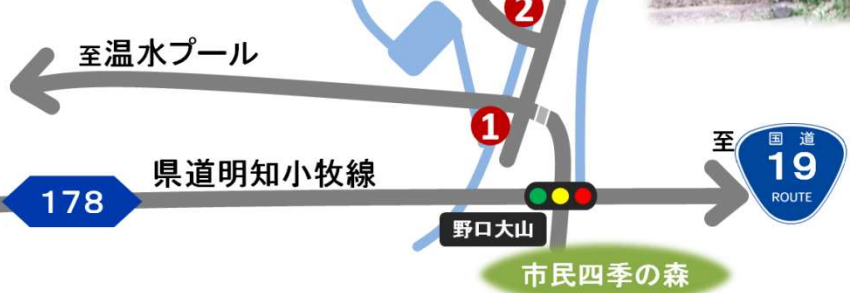 2
至温水プール
1
至
国道
19
ROUTE
県道明知小牧線
178
野口大山
市民四季の森